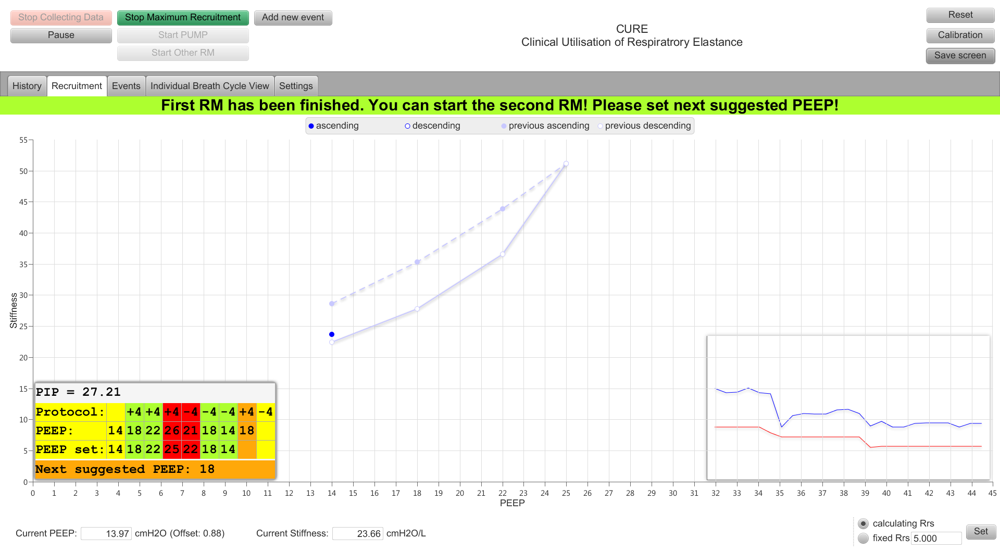 Stop Collecting Data
Stop Maximum Recruitment
Add new event
Pause
Start PUMP
Start Other RM
CURE
Clinical Utilisation of Respiratrory Elastance
Reset
Calibration
Save screen
History
Recruitment
Events
Individual Breath Cycle View
Settings
First RM has been finished. You can start the second RM! Please set next suggested PEEP!
ascending
descending
previous ascending
previous descending
55
50
45
40
35
30
25
20
15
10
5
0
Stiffness
PIP = 27.21
Protocol: +4 +4 +4 -4 -4 -4 +4 -4
PEEP: 14 18 22 26 21 18 14 18
PEEP set: 14 18 22 25 22 18 14
Next suggested PEEP: 18
0 1 2 3 4 5 6 7 8 9 10 11 12 13 14 15 16 17 18 19 20 21 22 23 24 25 26 27 28 29 30 31 32 33 34 35 36 37 38 39 40 41 42 43 44 45
PEEP
Current PEEP: 13.97 cmH2O (Offset: 0.88)
Current Stiffness: 23.66 cmH2O/L
calculating Rrs
fixed Rrs 5.000
Set